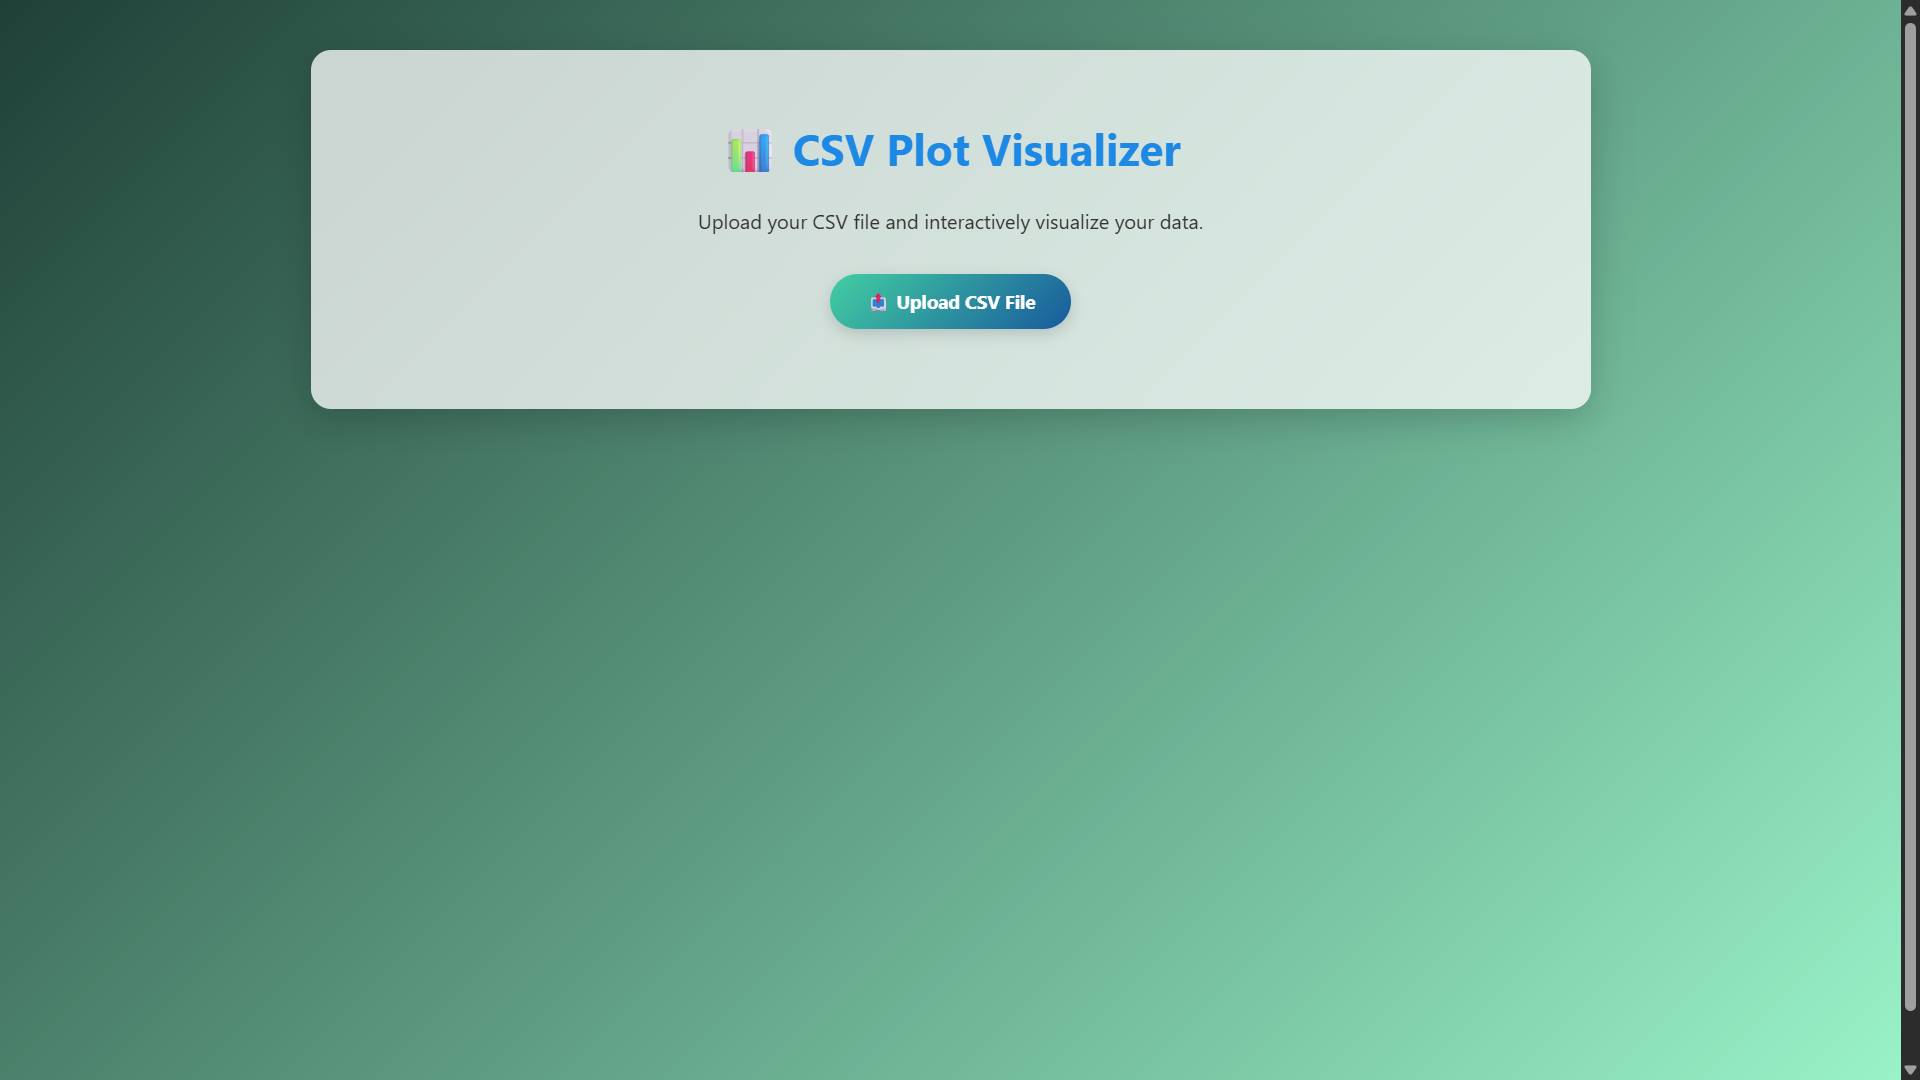 CSV Plot Visualizer
Upload your CSV file and interactively visualize your data.
Upload CSV File